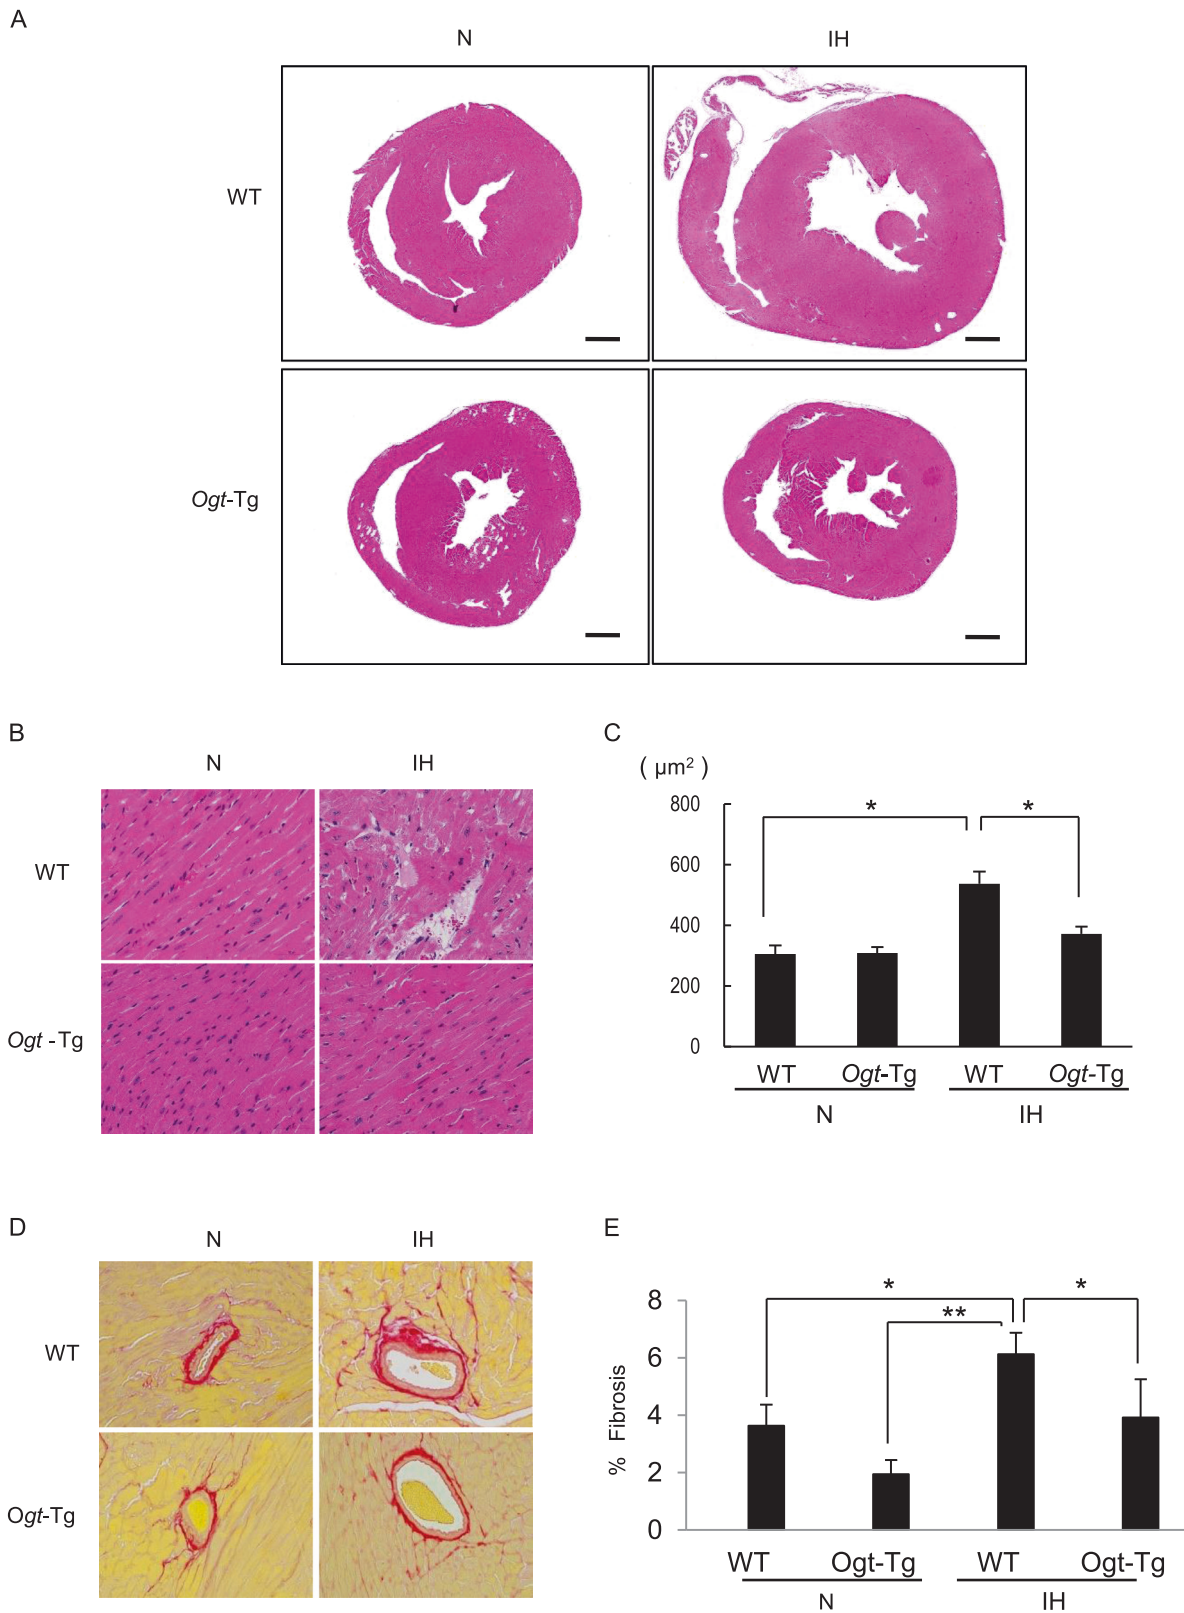 A
N IH
WT
Ogt-Tg
B
N IH
WT
Ogt - Tg
C
( µm² )
800
600
400
200
0
* *
WT Ogt-Tg WT Ogt-Tg
N IH
D
N IH
WT
Ogt-Tg
E
% Fibrosis
8
6
4
2
0
* *
**
WT Ogt-Tg WT Ogt-Tg
N IH